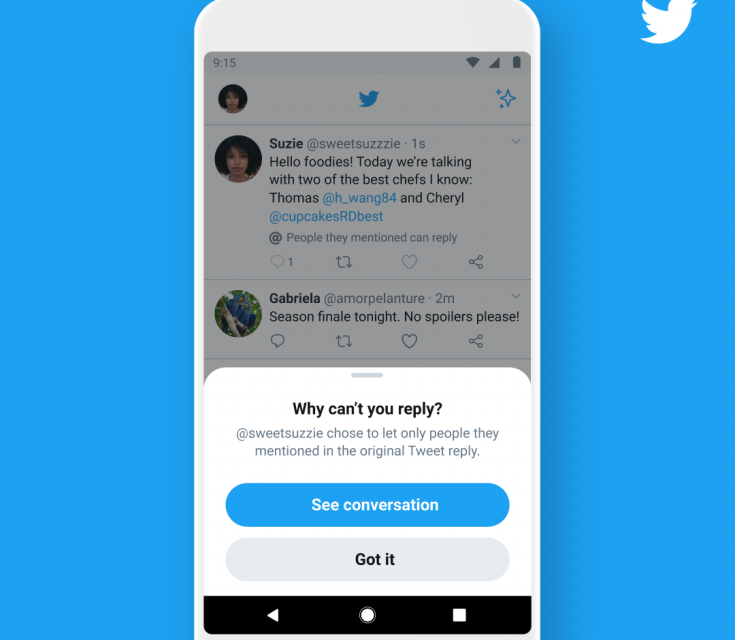 9:15
Suzie @sweetsuzzzie · 1s
Hello foodies! Today we’re talking
with two of the best chefs I know:
Thomas @h_wang84 and Cheryl
@cupcakesRDbest
@ People they mentioned can reply
1
Gabriela @amorpelanture · 2m
Season finale tonight. No spoilers please!
Why can’t you reply?
@sweetsuzzie chose to let only people they
mentioned in the original Tweet reply.
See conversation
Got it